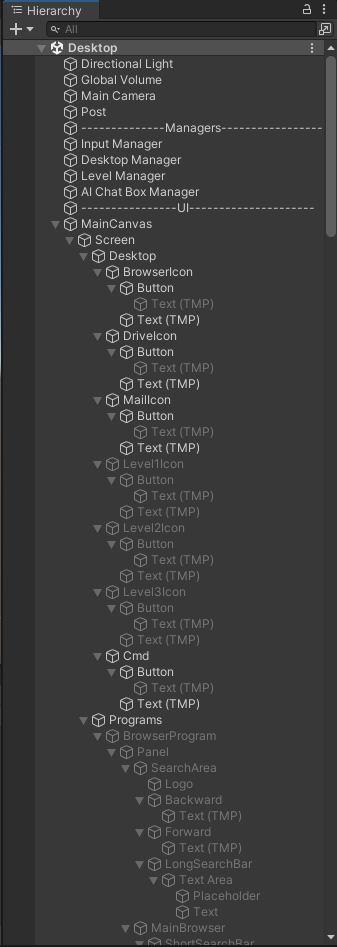 Hierarchy
All
Desktop
Directional Light
Global Volume
Main Camera
Post
---------------Managers------------------
Input Manager
Desktop Manager
Level Manager
AI Chat Box Manager
-----------------UI----------------------
MainCanvas
Screen
Desktop
BrowserIcon
Button
Text (TMP)
Text (TMP)
DriveIcon
Button
Text (TMP)
Text (TMP)
MailIcon
Button
Text (TMP)
Text (TMP)
Level1Icon
Button
Text (TMP)
Text (TMP)
Level2Icon
Button
Text (TMP)
Text (TMP)
Level3Icon
Button
Text (TMP)
Text (TMP)
Cmd
Button
Text (TMP)
Text (TMP)
Programs
BrowserProgram
Panel
SearchArea
Logo
Backward
Text (TMP)
Forward
Text (TMP)
LongSearchBar
Text Area
Placeholder
Text
MainBrowser
ShortSearchBar